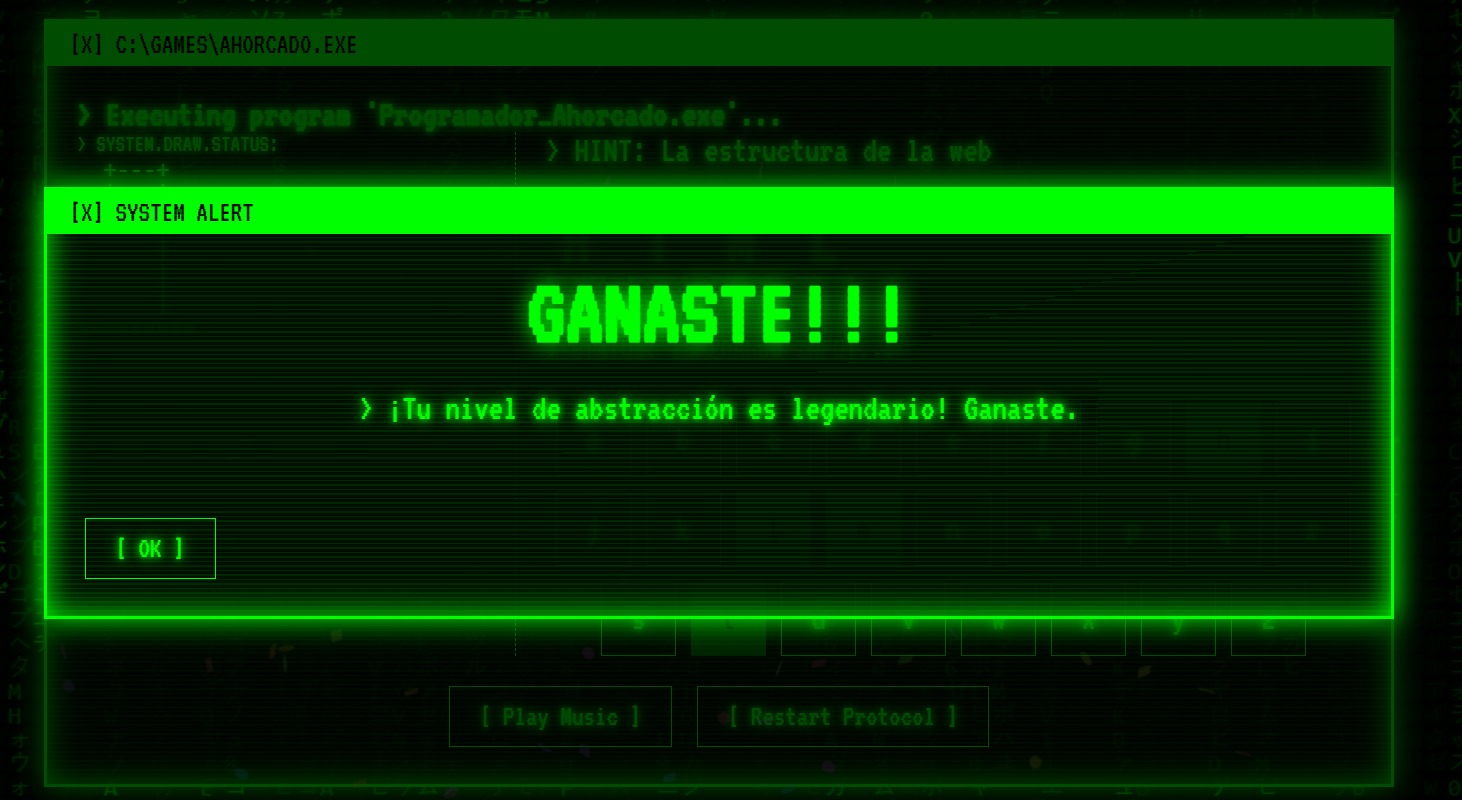 [X] C:\GAMES\AHORCADO.EXE
> Executing program 'Programador_Ahorcado.exe'...
> SYSTEM.DRAW.STATUS:
+---+
> HINT: La estructura de la web
[X] SYSTEM ALERT
GANASTE!!!
> ¡Tu nivel de abstracción es legendario! Ganaste.
[ OK ]
s t u v w x y z
[ Play Music ] [ Restart Protocol ]